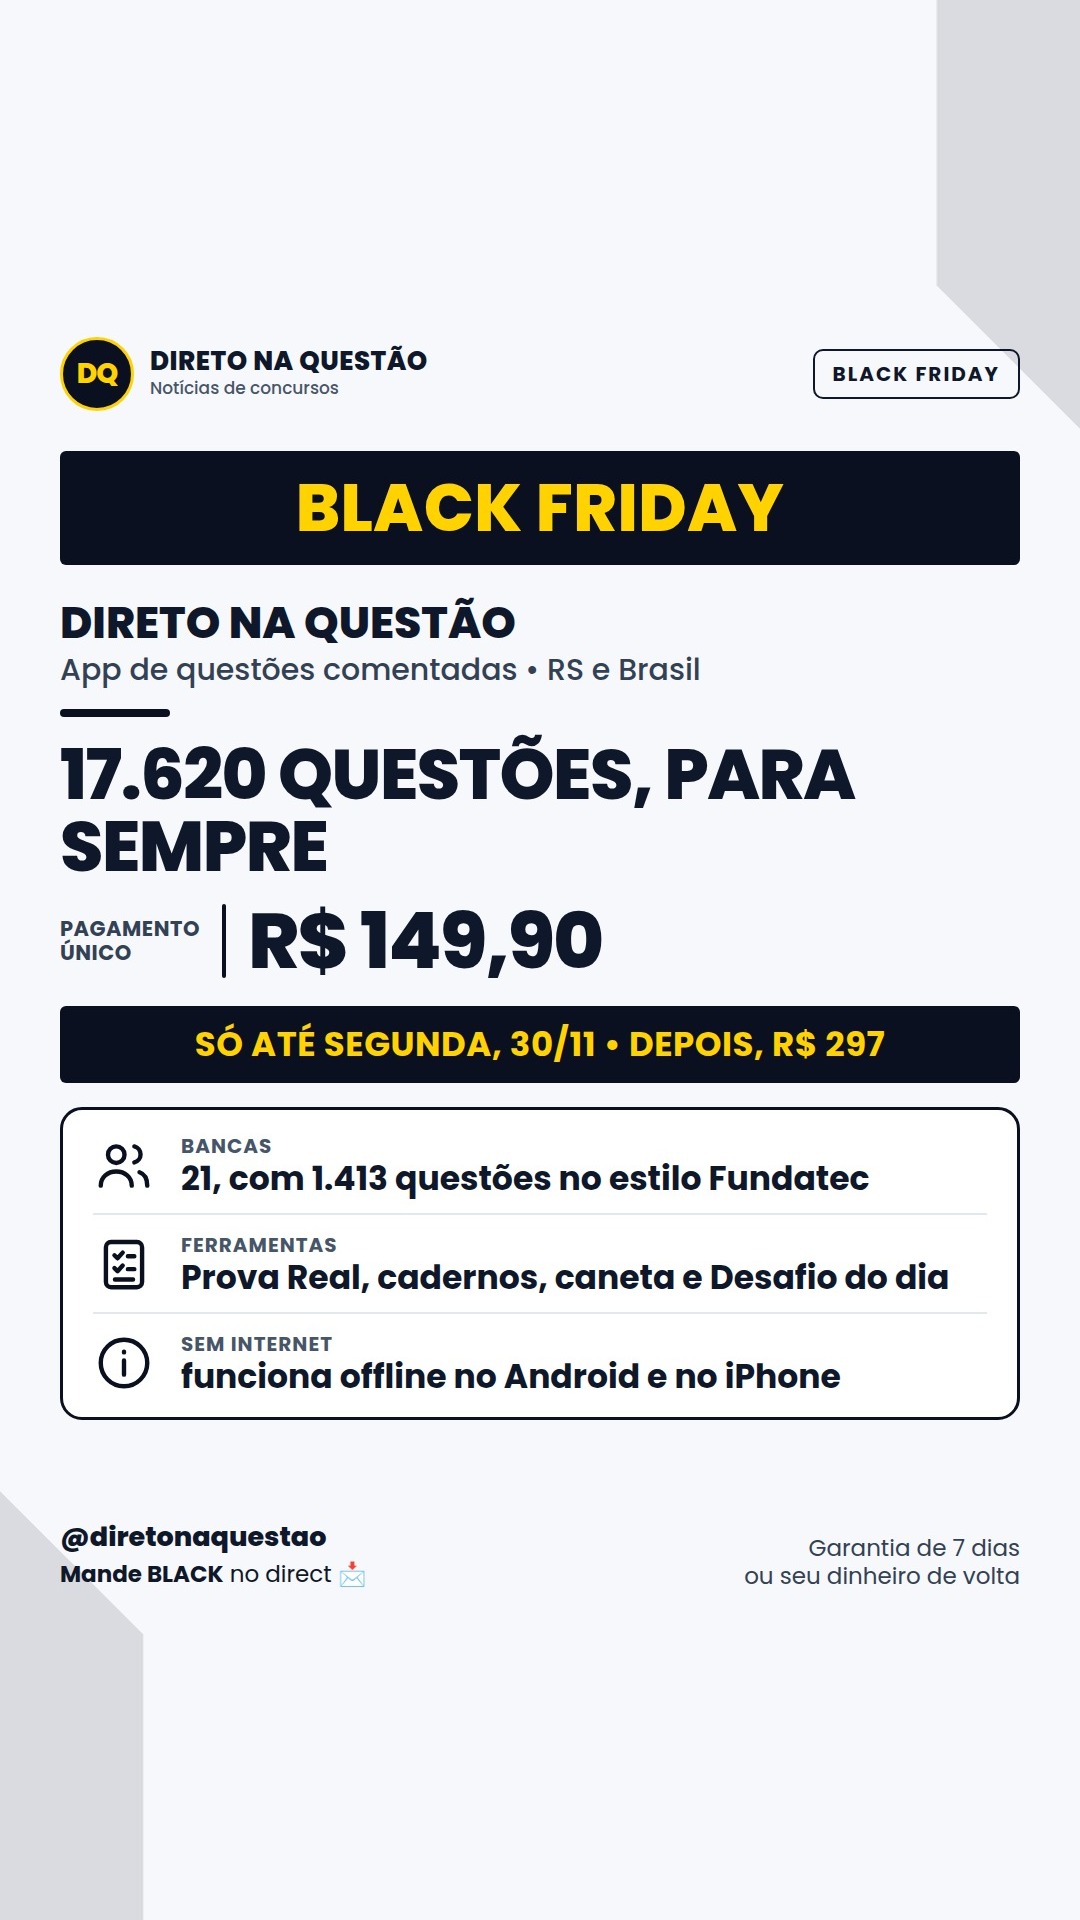 DQ
DIRETO NA QUESTÃO
Notícias de concursos
BLACK FRIDAY
BLACK FRIDAY
DIRETO NA QUESTÃO
App de questões comentadas • RS e Brasil
17.620 QUESTÕES, PARA
SEMPRE
PAGAMENTO
ÚNICO
R$ 149,90
SÓ ATÉ SEGUNDA, 30/11 • DEPOIS, R$ 297
BANCAS
21, com 1.413 questões no estilo Fundatec
FERRAMENTAS
Prova Real, cadernos, caneta e Desafio do dia
SEM INTERNET
funciona offline no Android e no iPhone
@diretonaquestao
Mande BLACK no direct 📩
Garantia de 7 dias
ou seu dinheiro de volta